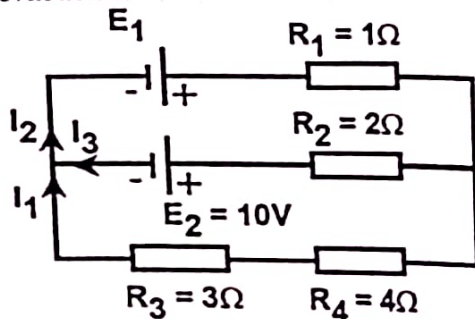 E₁
R₁ = 1Ω
- +
I₂
I₃
R₂ = 2Ω
- +
I₁
E₂ = 10V
R₃ = 3Ω
R₄ = 4Ω